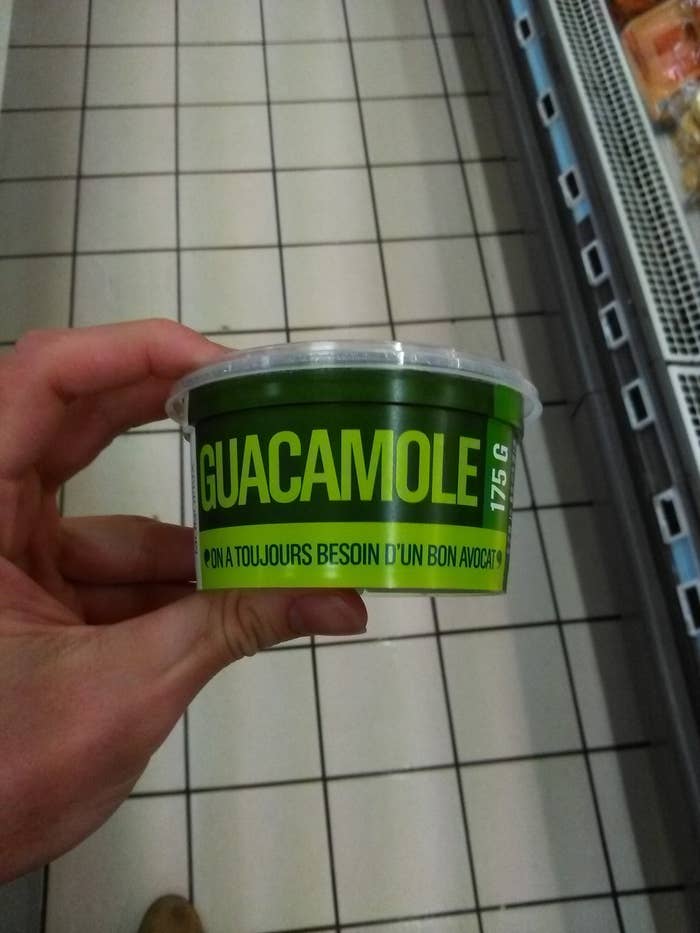 GUACAMOLE
175 G
ON A TOUJOURS BESOIN D'UN BON AVOCAT